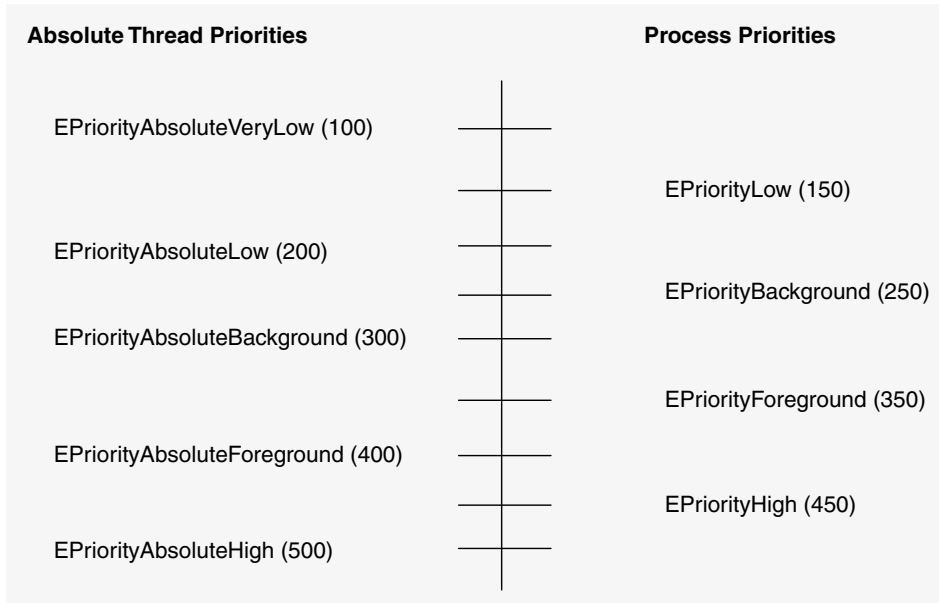 Absolute Thread Priorities
Process Priorities
EPriorityAbsoluteVeryLow (100)
EPriorityLow (150)
EPriorityAbsoluteLow (200)
EPriorityBackground (250)
EPriorityAbsoluteBackground (300)
EPriorityForeground (350)
EPriorityAbsoluteForeground (400)
EPriorityHigh (450)
EPriorityAbsoluteHigh (500)